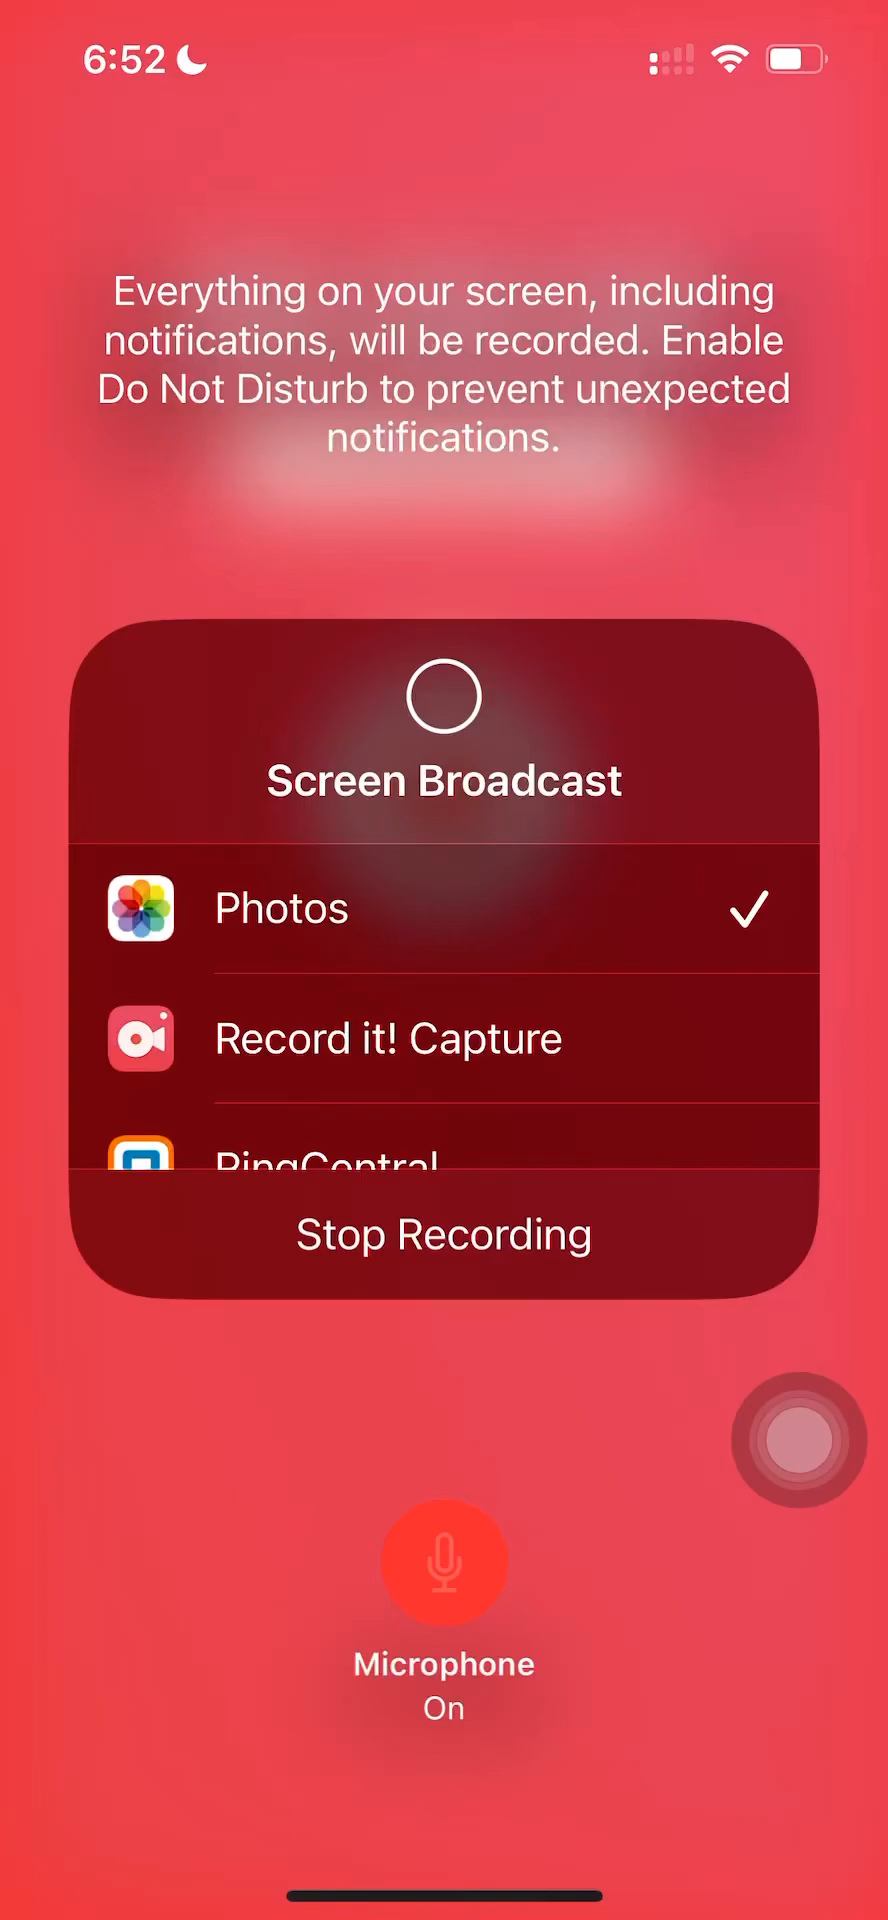 6:52
Everything on your screen, including
notifications, will be recorded. Enable
Do Not Disturb to prevent unexpected
notifications.
Screen Broadcast
Photos
Record it! Capture
RingCentral
Stop Recording
Microphone
On